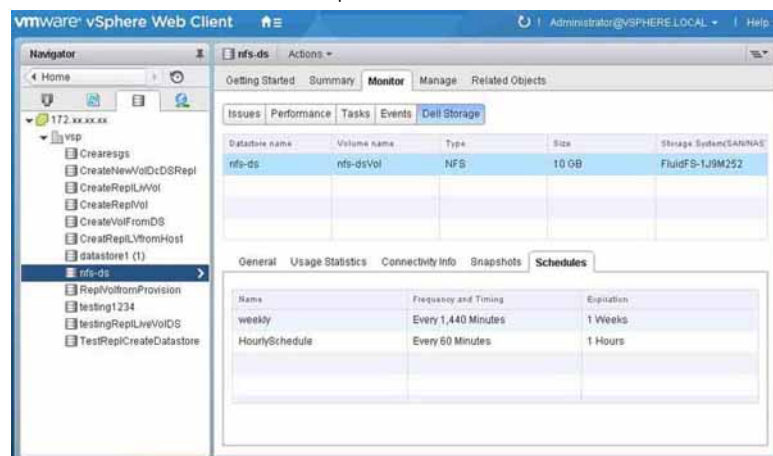 vmware® vSphere Web Client
Administrator@VSPHERE.LOCAL
Help
Navigator
Home
172.xx.xx.xx
vsp
Crearesgs
CreateNewVolDcDSRepl
CreateReplLivVol
CreateReplVol
CreateVolFromDS
CreatReplLVfromHost
datastore1 (1)
nfs-ds
ReplVolfromProvision
testing1234
testingReplLiveVolDS
TestReplCreateDatastore
nfs-ds Actions
Getting Started Summary Monitor Manage Related Objects
Issues Performance Tasks Events Dell Storage
Datastore name Volume name Type Size Storage System(SAN/NAS
nfs-ds nfs-dsVol NFS 10 GB FluidFS-1J9M252
General Usage Statistics Connectivity Info Snapshots Schedules
Name Frequency and Timing Expiration
weekly Every 1,440 Minutes 1 Weeks
HourlySchedule Every 60 Minutes 1 Hours